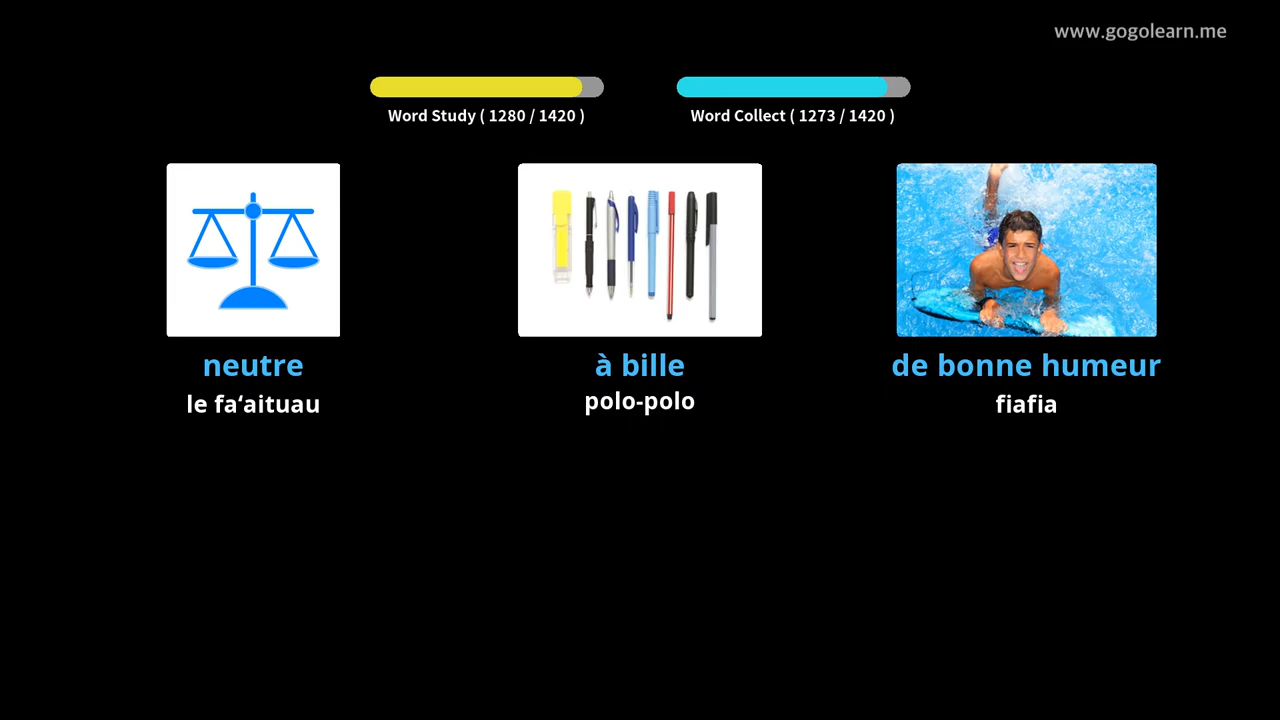 www.gogolearn.me
Word Study ( 1280 / 1420 )
Word Collect ( 1273 / 1420 )
neutre
le fa‘aituau
à bille
polo-polo
de bonne humeur
fiafia